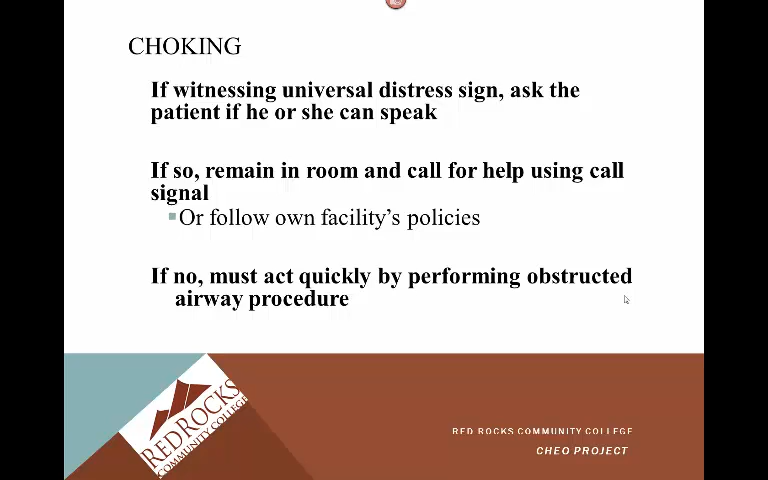 CHOKING
If witnessing universal distress sign, ask the
patient if he or she can speak
If so, remain in room and call for help using call
signal
Or follow own facility’s policies
If no, must act quickly by performing obstructed
airway procedure
RED ROCKS
COMMUNITY COLLEGE
RED ROCKS COMMUNITY COLLEGE
CHEO PROJECT